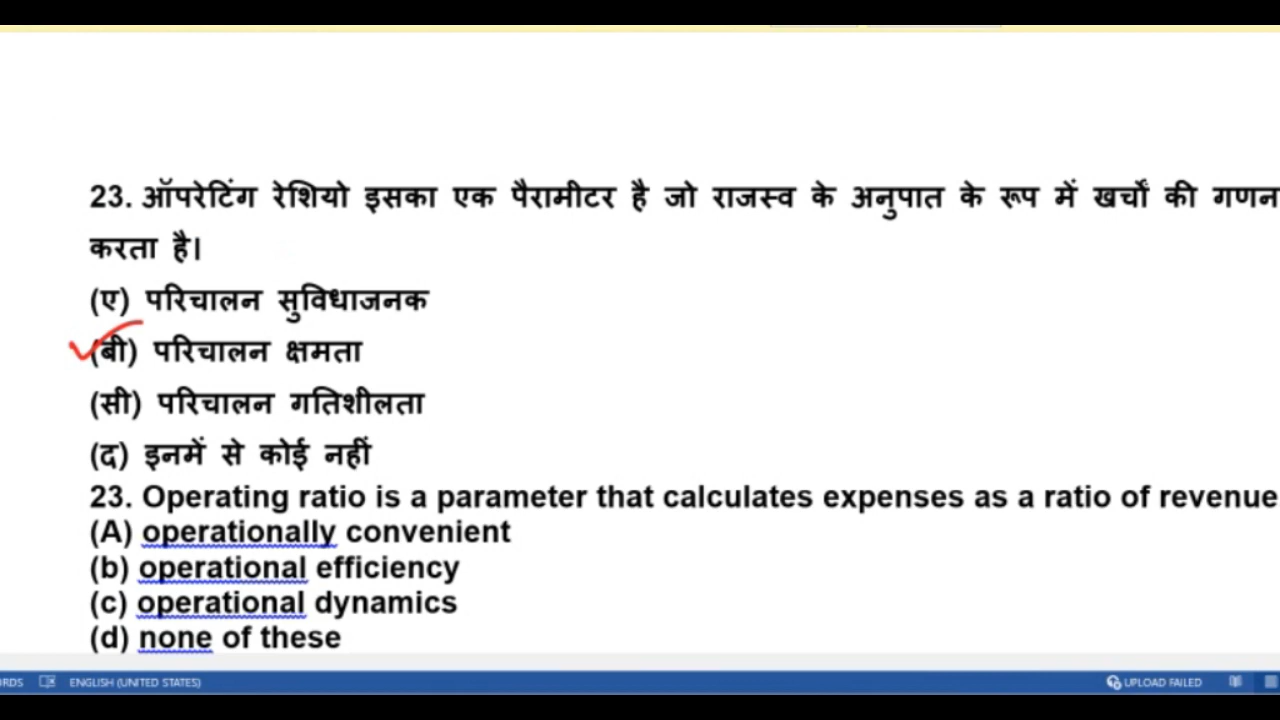 23. ऑपरेटिंग रेशियो इसका एक पैरामीटर है जो राजस्व के अनुपात के रूप में खर्चों की गणन
करता है।
(ए) परिचालन सुविधाजनक
(बी) परिचालन क्षमता
(सी) परिचालन गतिशीलता
(द) इनमें से कोई नहीं
23. Operating ratio is a parameter that calculates expenses as a ratio of revenue
(A) operationally convenient
(b) operational efficiency
(c) operational dynamics
(d) none of these
ORDS ENGLISH (UNITED STATES) UPLOAD FAILED